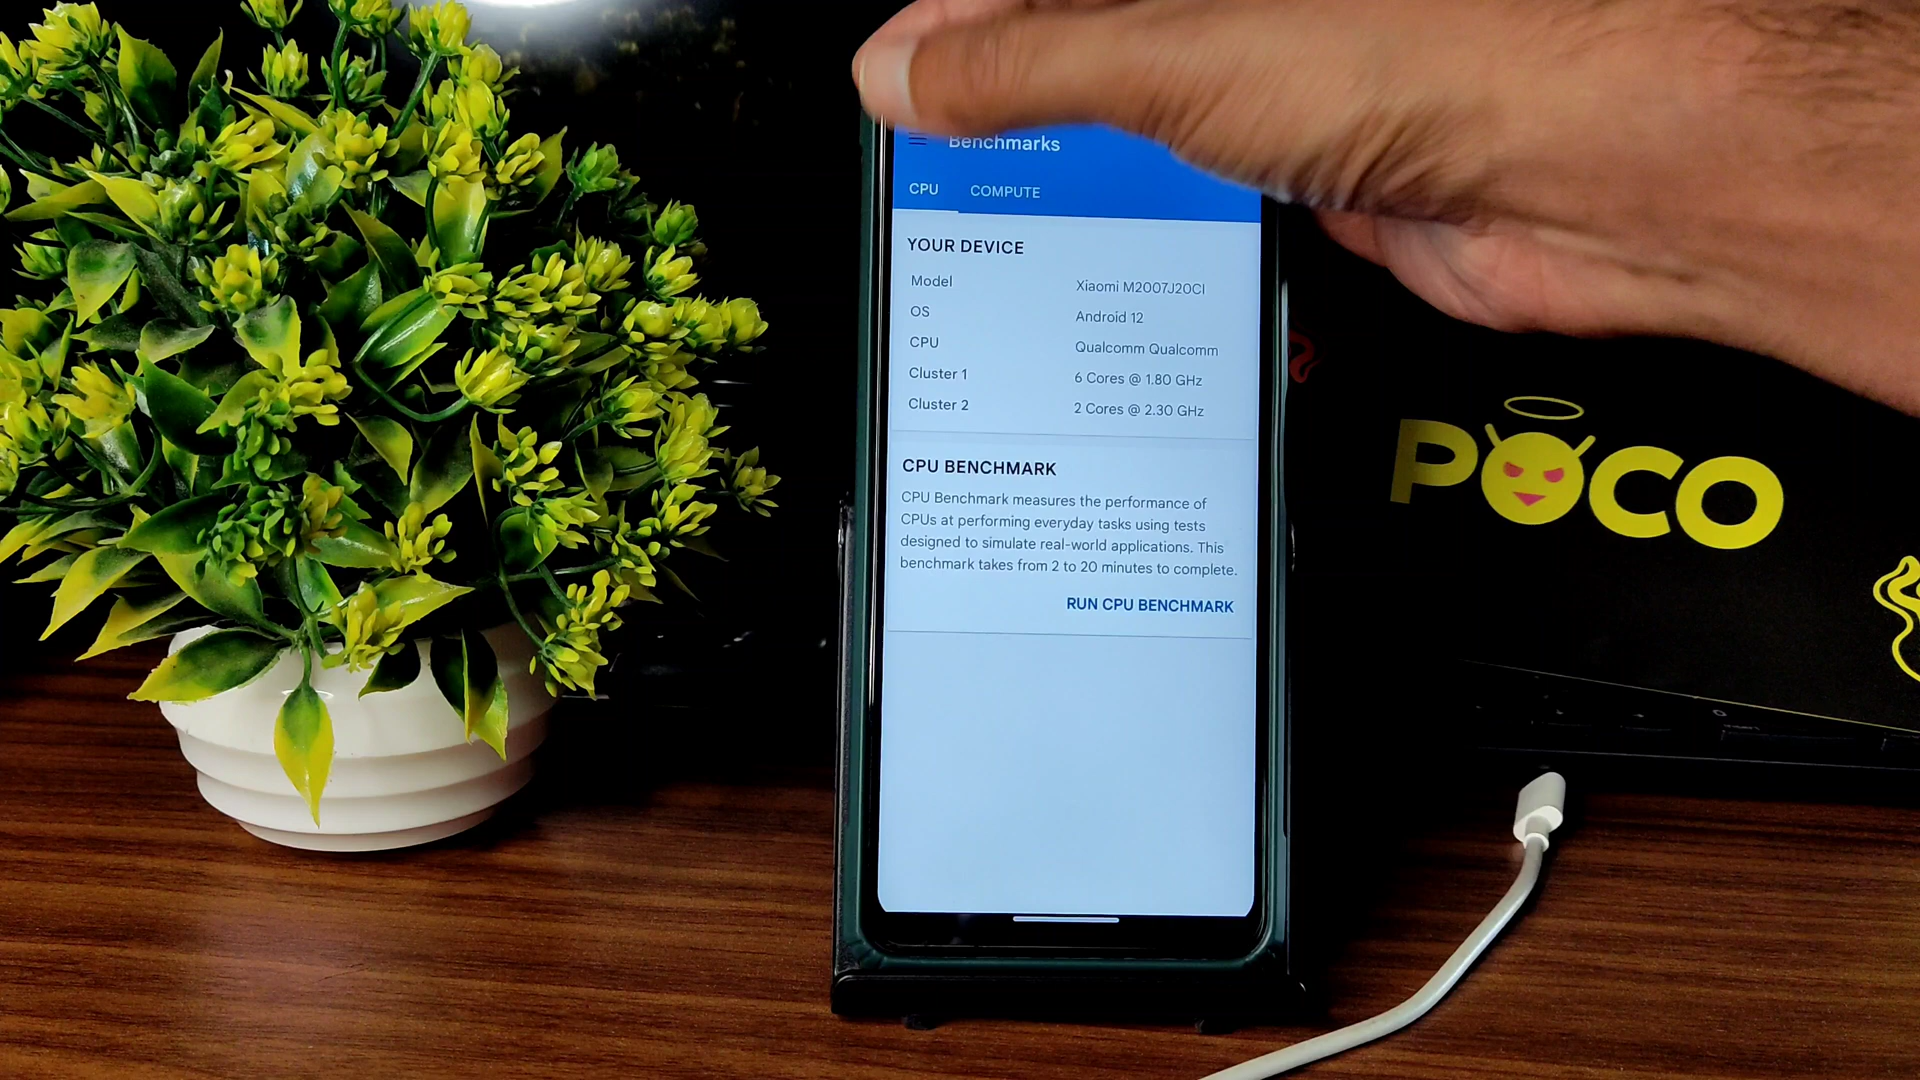 Benchmarks
CPU COMPUTE
YOUR DEVICE
Model Xiaomi M2007J20CI
OS Android 12
CPU Qualcomm Qualcomm
Cluster 1 6 Cores @ 1.80 GHz
Cluster 2 2 Cores @ 2.30 GHz
CPU BENCHMARK
CPU Benchmark measures the performance of
CPUs at performing everyday tasks using tests
designed to simulate real-world applications. This
benchmark takes from 2 to 20 minutes to complete.
RUN CPU BENCHMARK
POCO